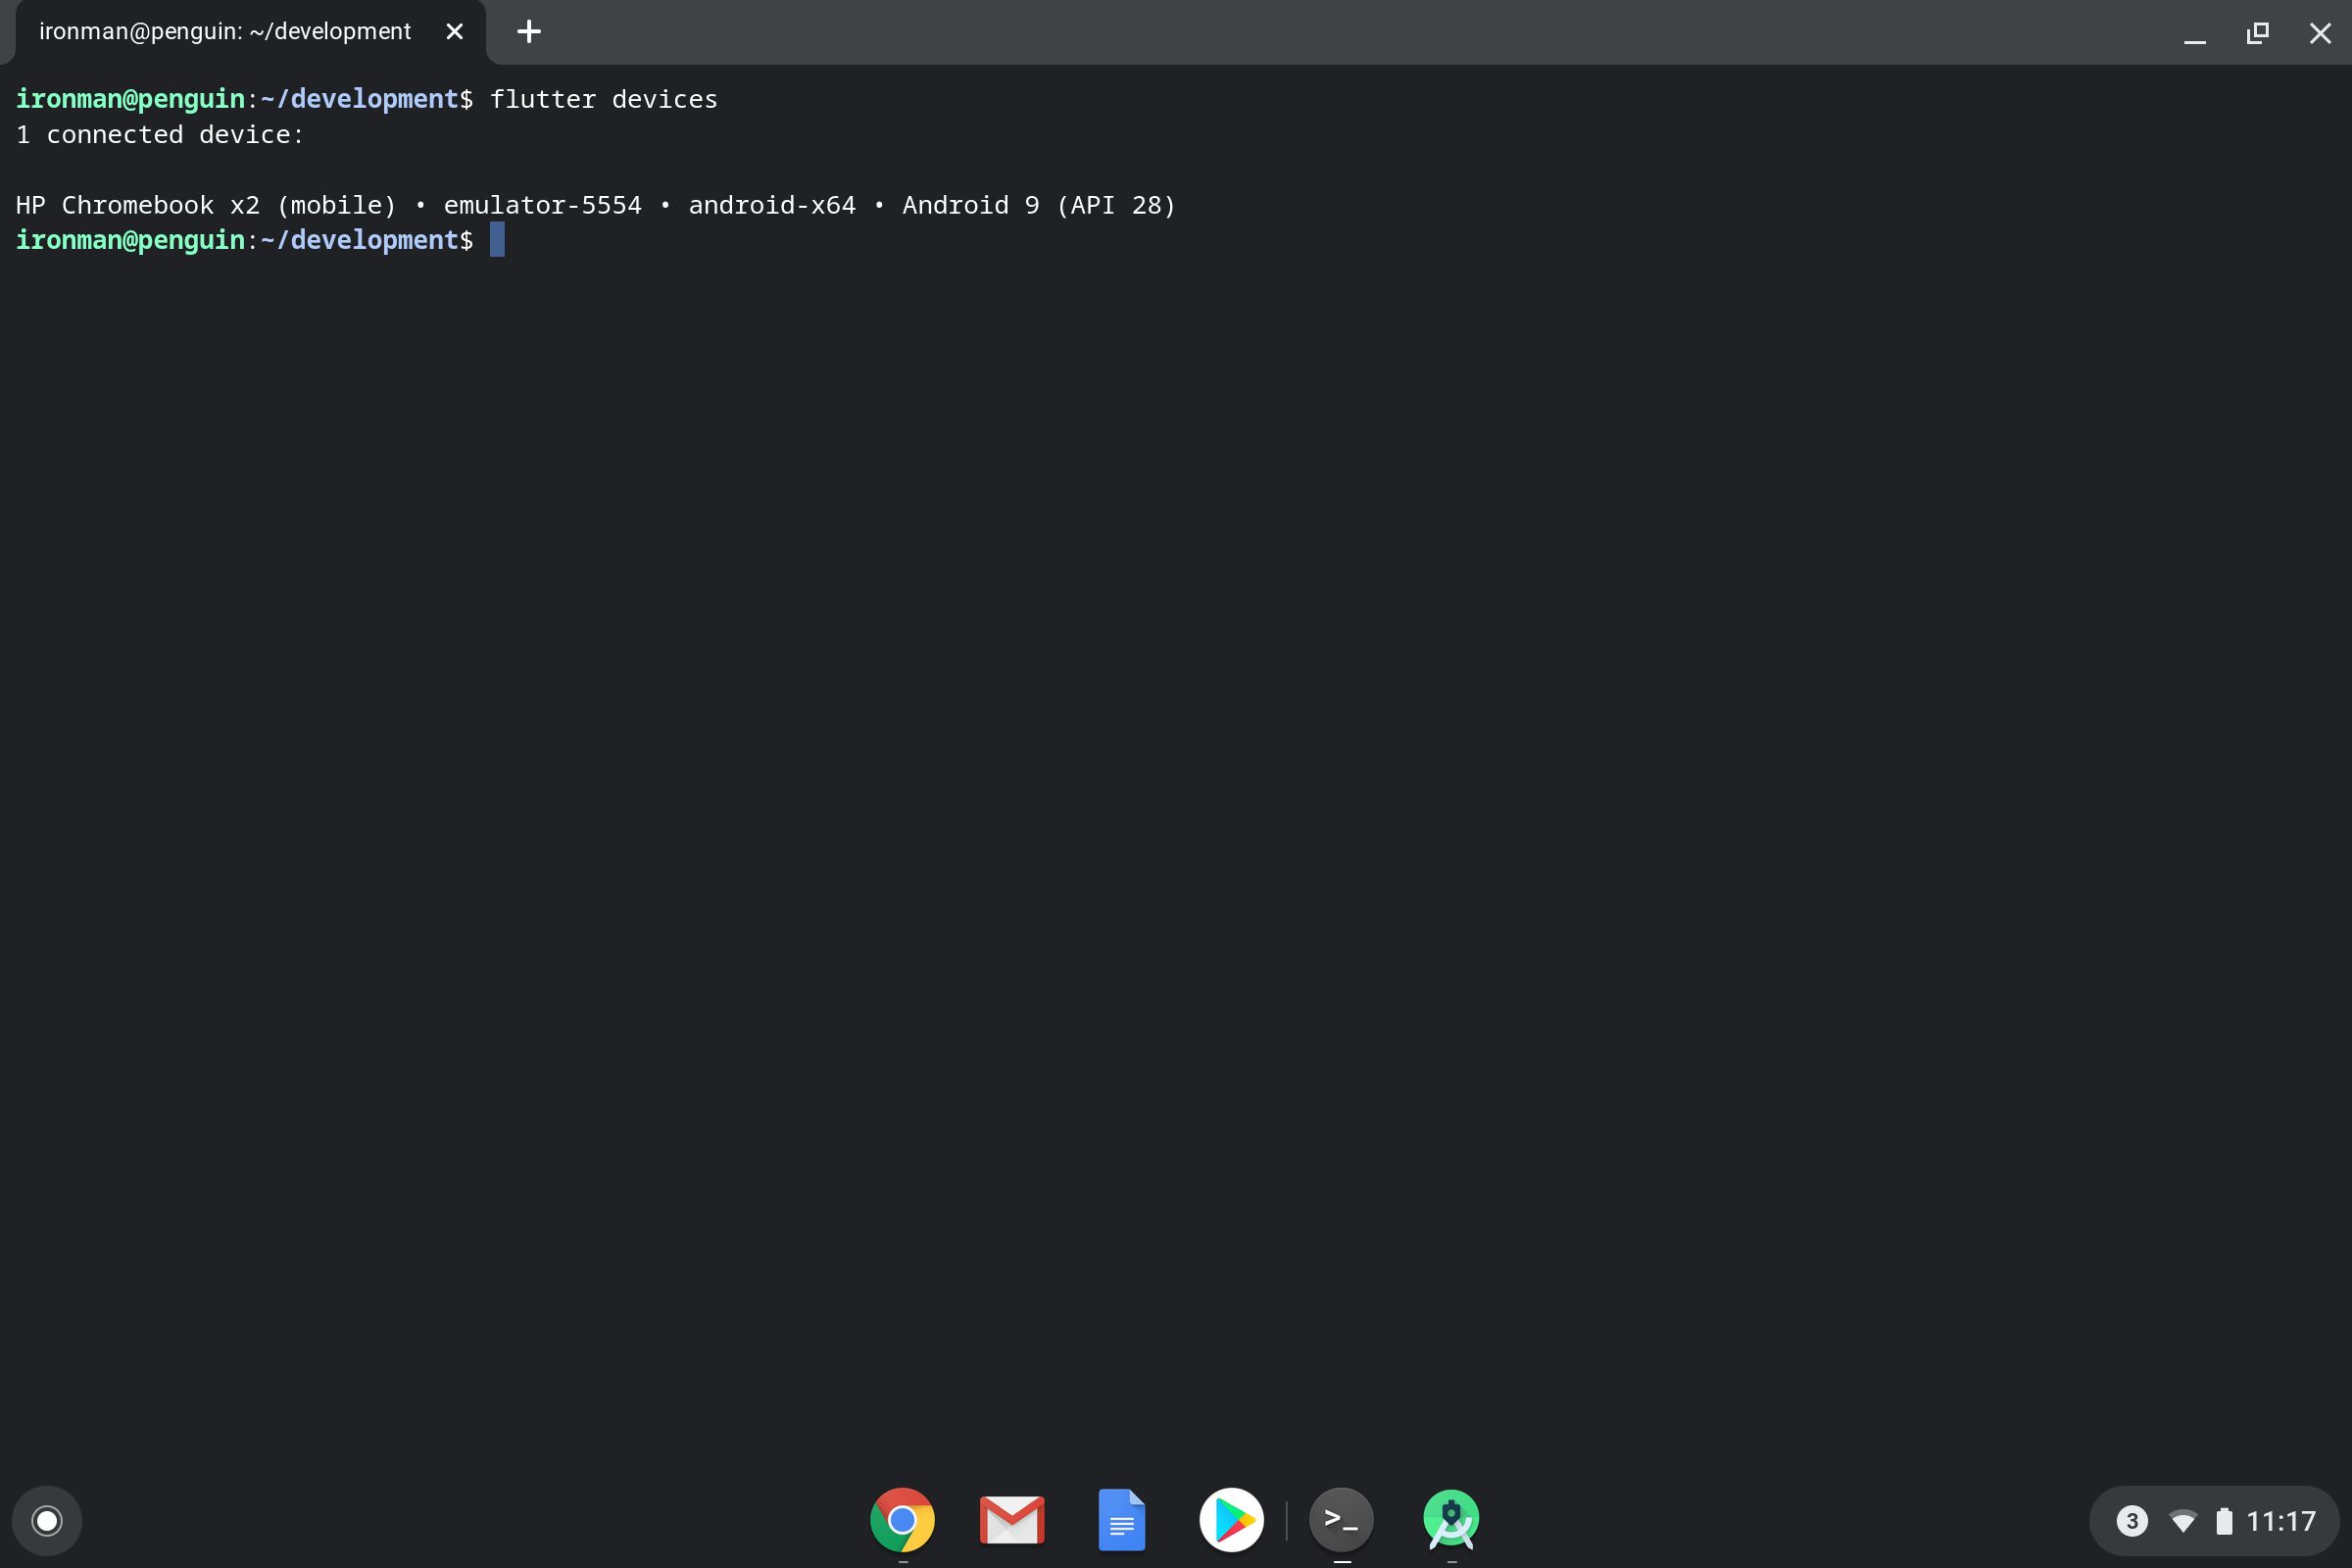 ironman@penguin: ~/development
ironman@penguin:~/development$ flutter devices
1 connected device:
HP Chromebook x2 (mobile) • emulator-5554 • android-x64 • Android 9 (API 28)
ironman@penguin:~/development$
>_
3 11:17